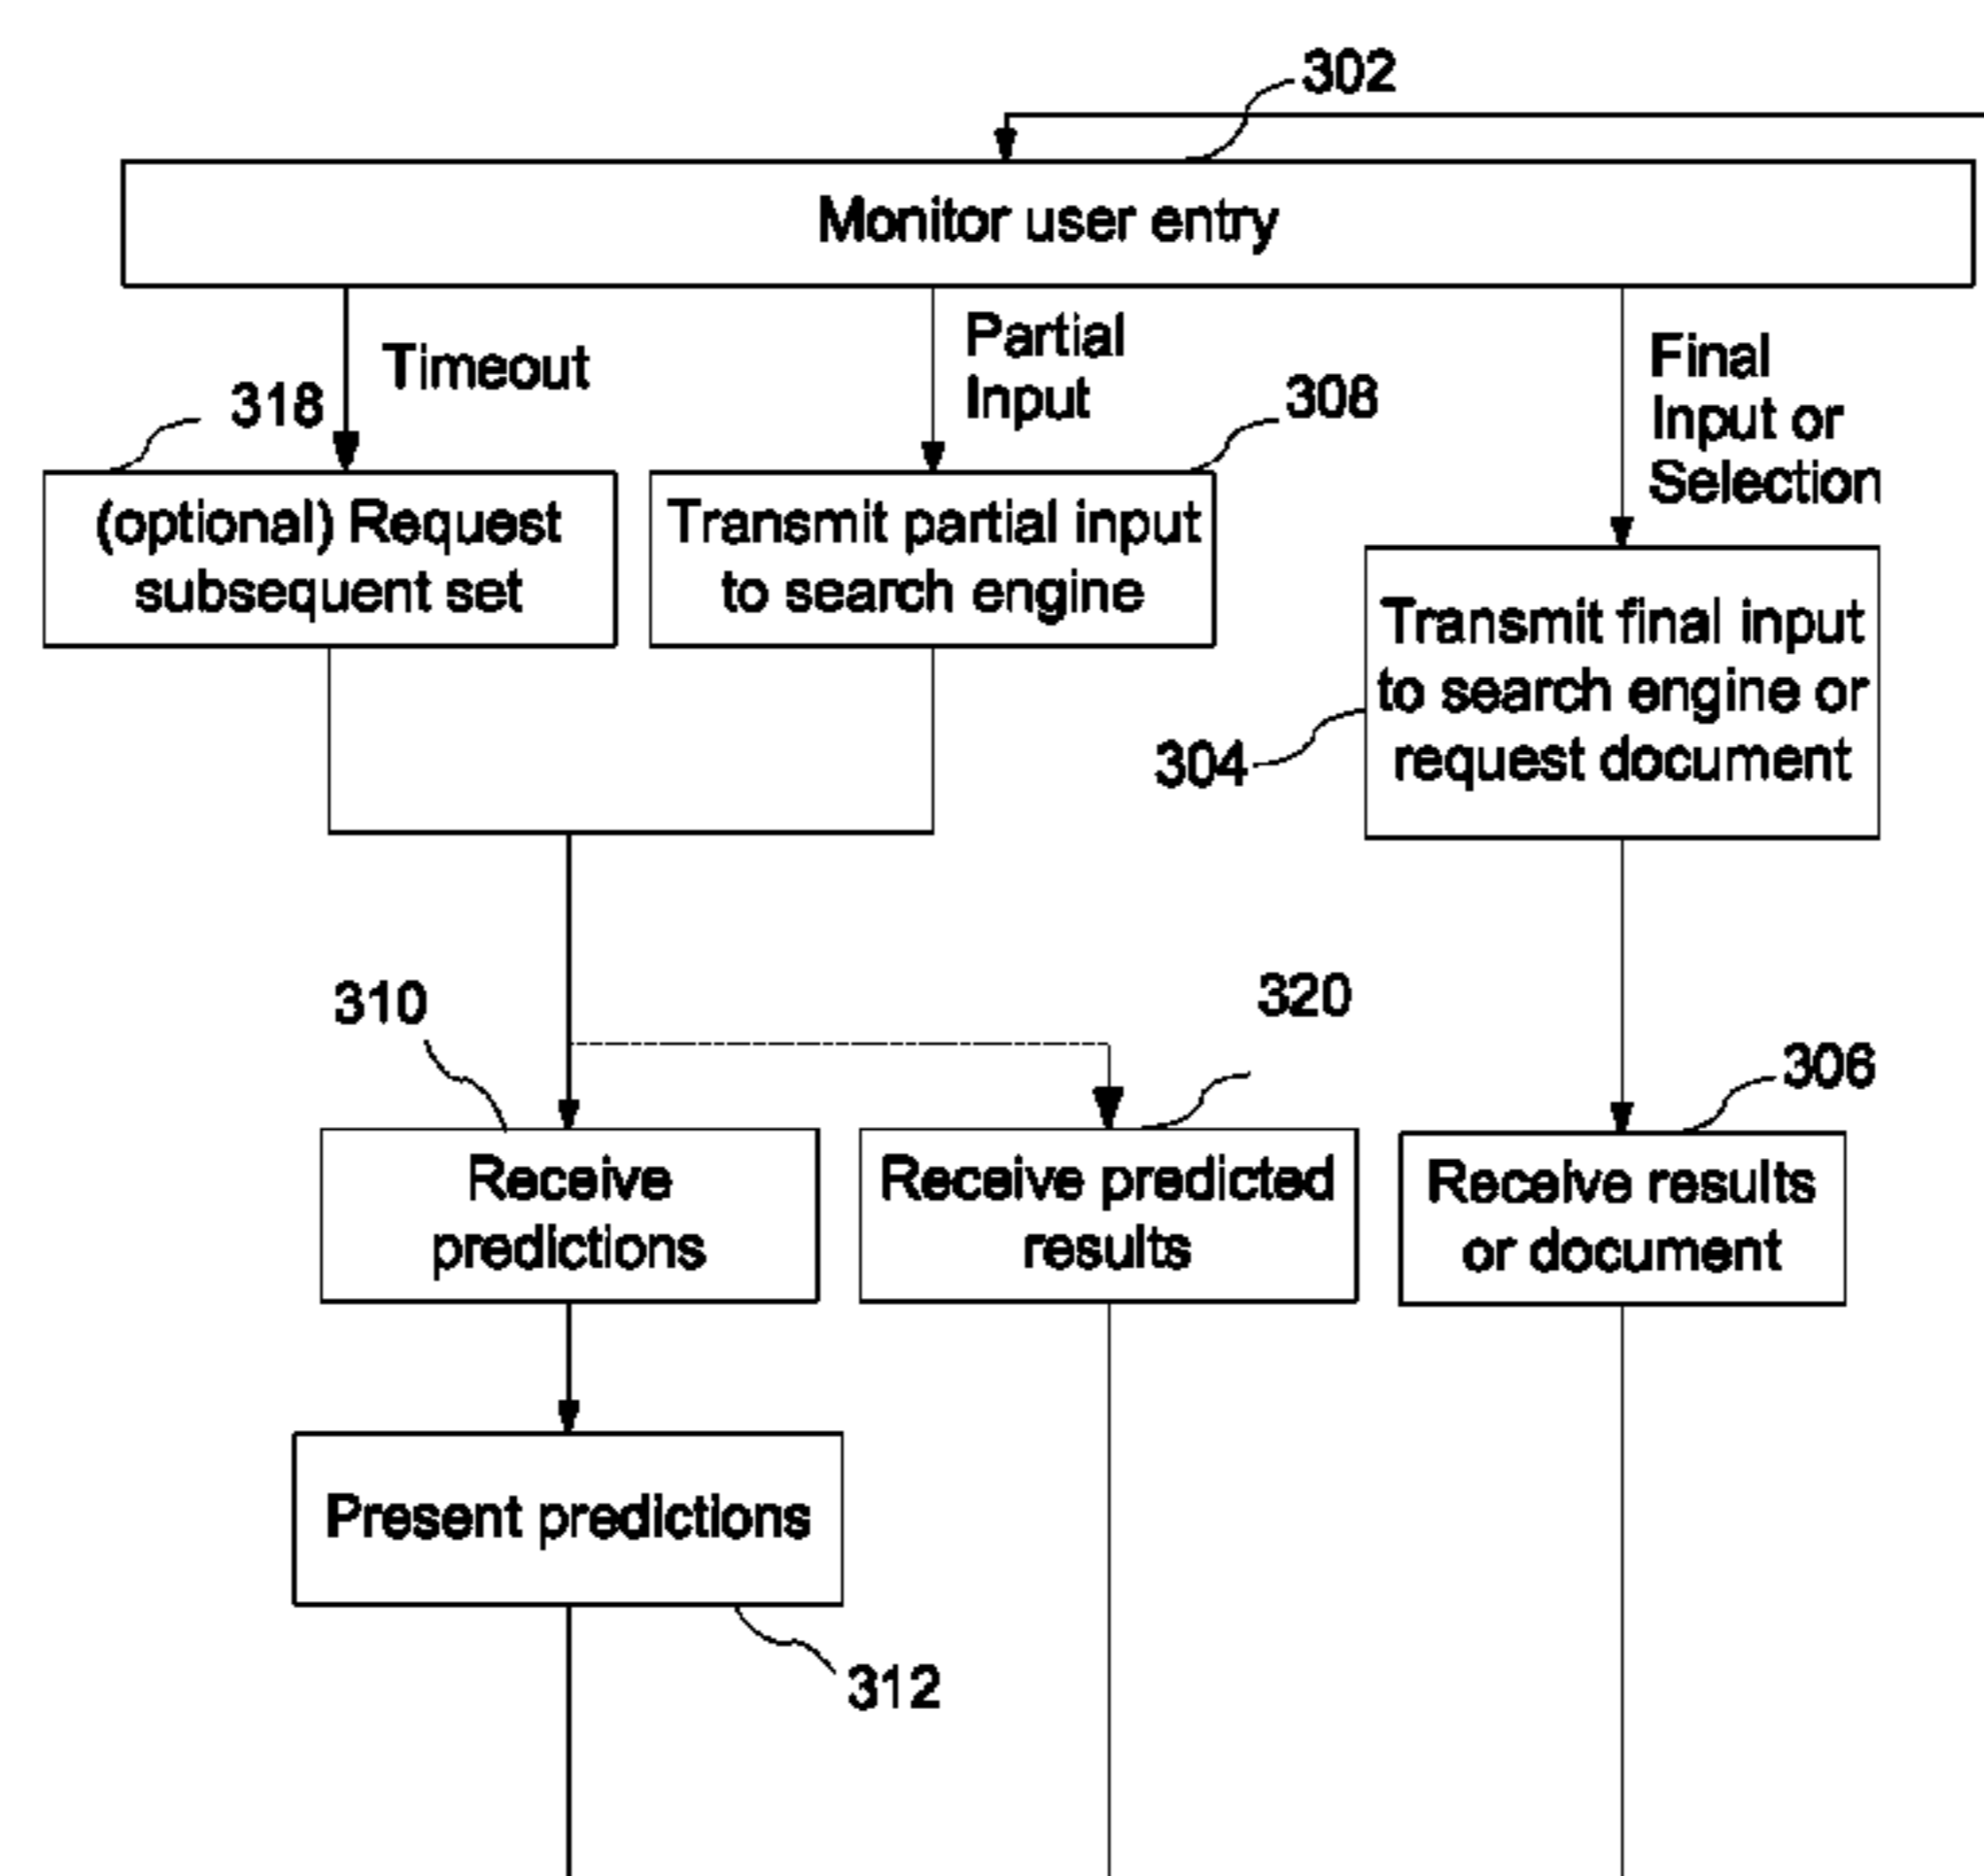 302
Monitor user entry
Timeout
Partial
Input
Final
Input or
Selection
318
308
(optional) Request
subsequent set
Transmit partial input
to search engine
Transmit final input
to search engine or
request document
304
310
320
306
Receive
predictions
Receive predicted
results
Receive results
or document
Present predictions
312